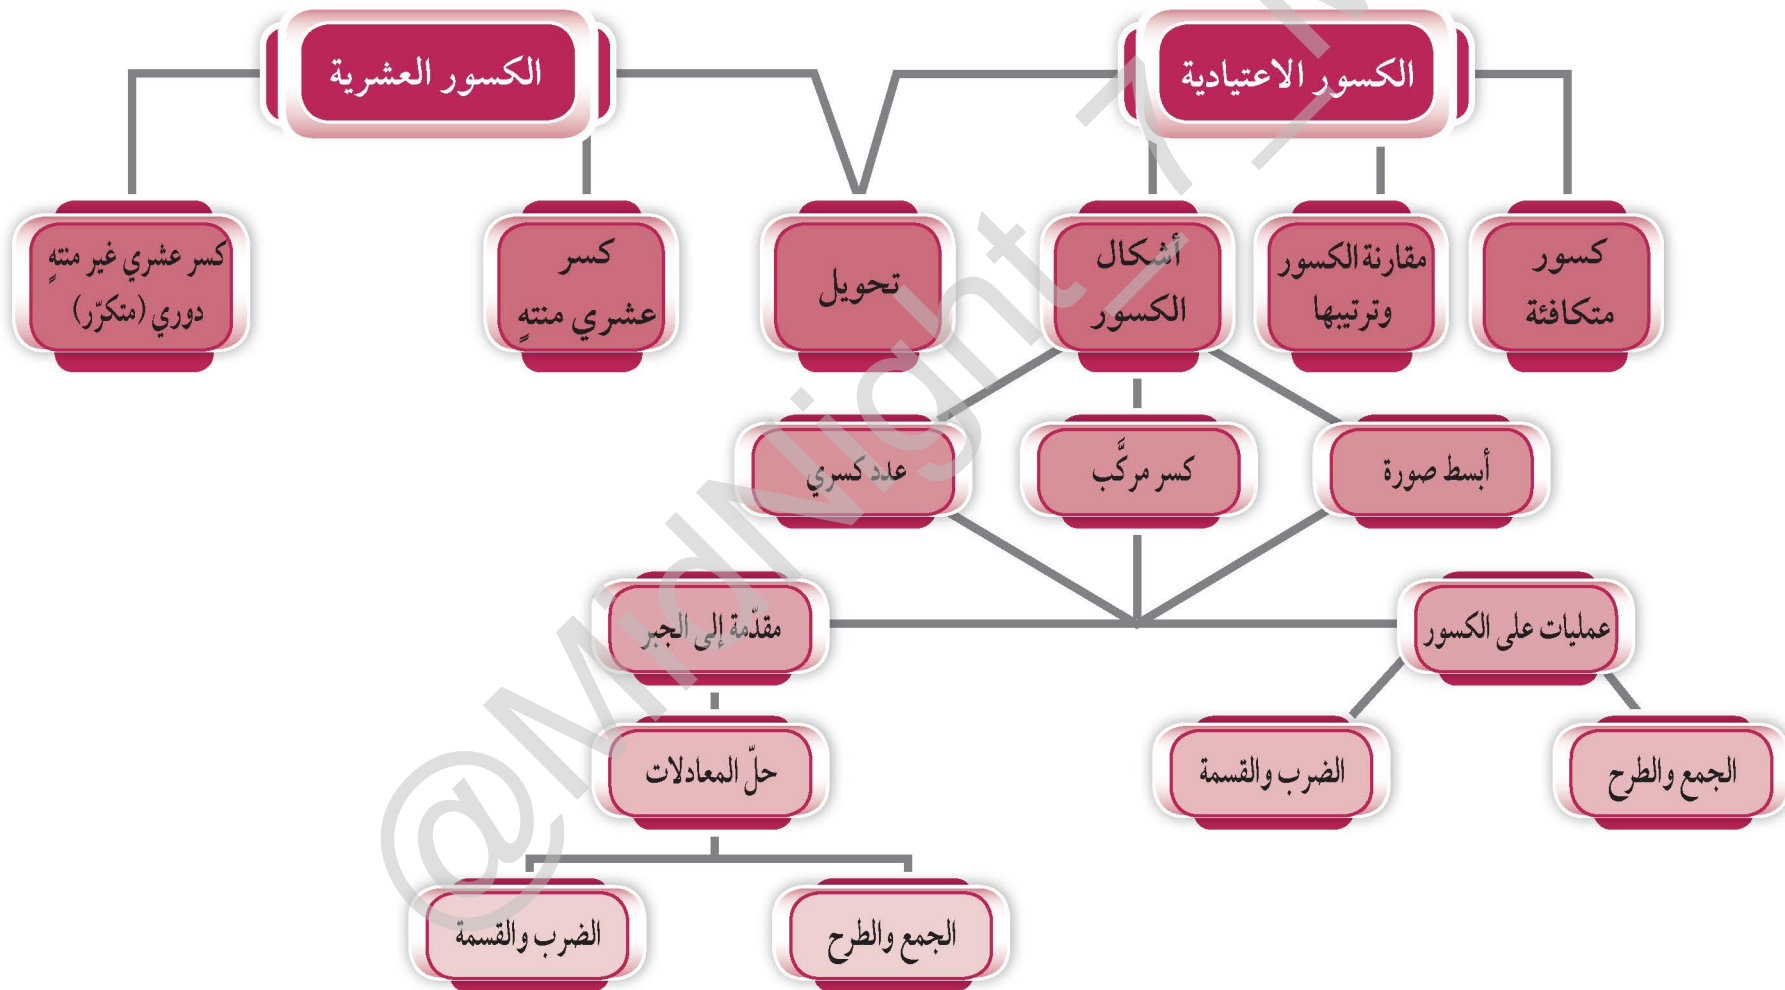 الكسور الاعتيادية
الكسور العشرية
كسور
متكافئة
مقارنة الكسور
وترتيبها
أشكال
الكسور
تحويل
كسر
عشري منتهٍ
كسر عشري غير منتهٍ
دوري (متكرّر)
أبسط صورة
كسر مركَّب
عدد كسري
عمليات على الكسور
مقدّمة إلى الجبر
الجمع والطرح
الضرب والقسمة
حلّ المعادلات
الجمع والطرح
الضرب والقسمة
@MidNight_7_